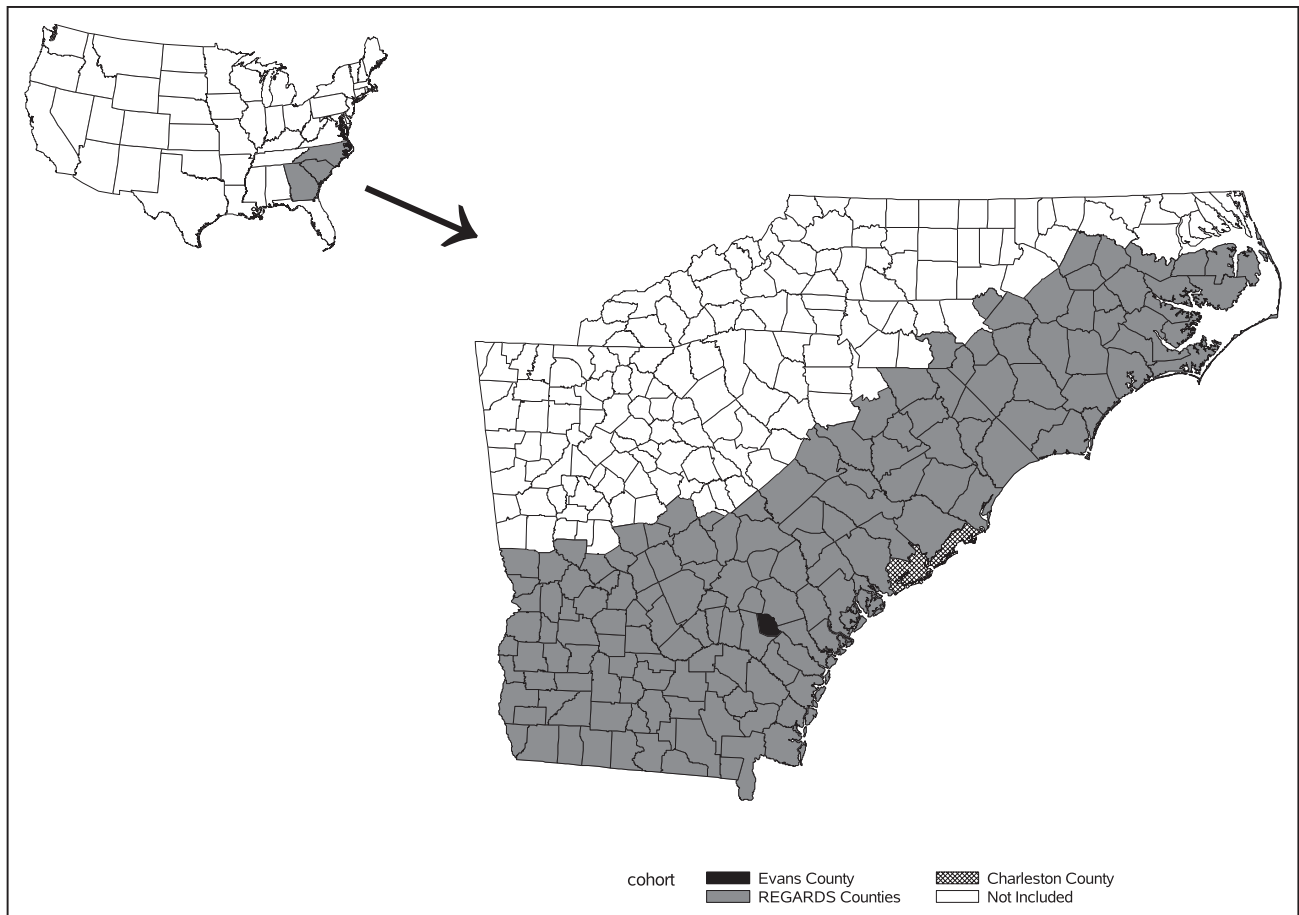 cohort
Evans County
Charleston County
REGARDS Counties
Not Included